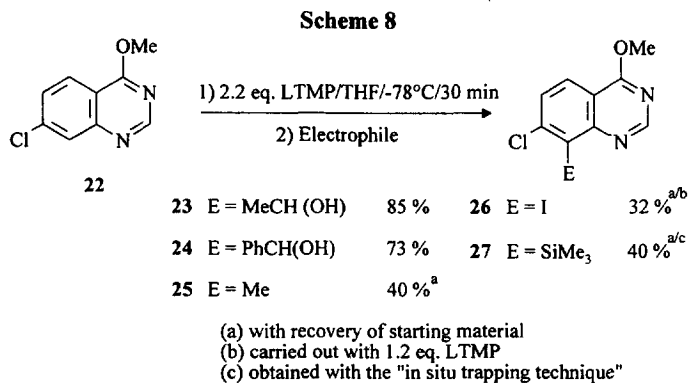 Scheme 8
OMe
N
N
Cl
22
1) 2.2 eq. LTMP/THF/-78°C/30 min
2) Electrophile
OMe
N
N
Cl
E
23 E = MeCH (OH) 85 % 26 E = I 32 %a/b
24 E = PhCH(OH) 73 % 27 E = SiMe3 40 %a/c
25 E = Me 40 %a
(a) with recovery of starting material
(b) carried out with 1.2 eq. LTMP
(c) obtained with the "in situ trapping technique"